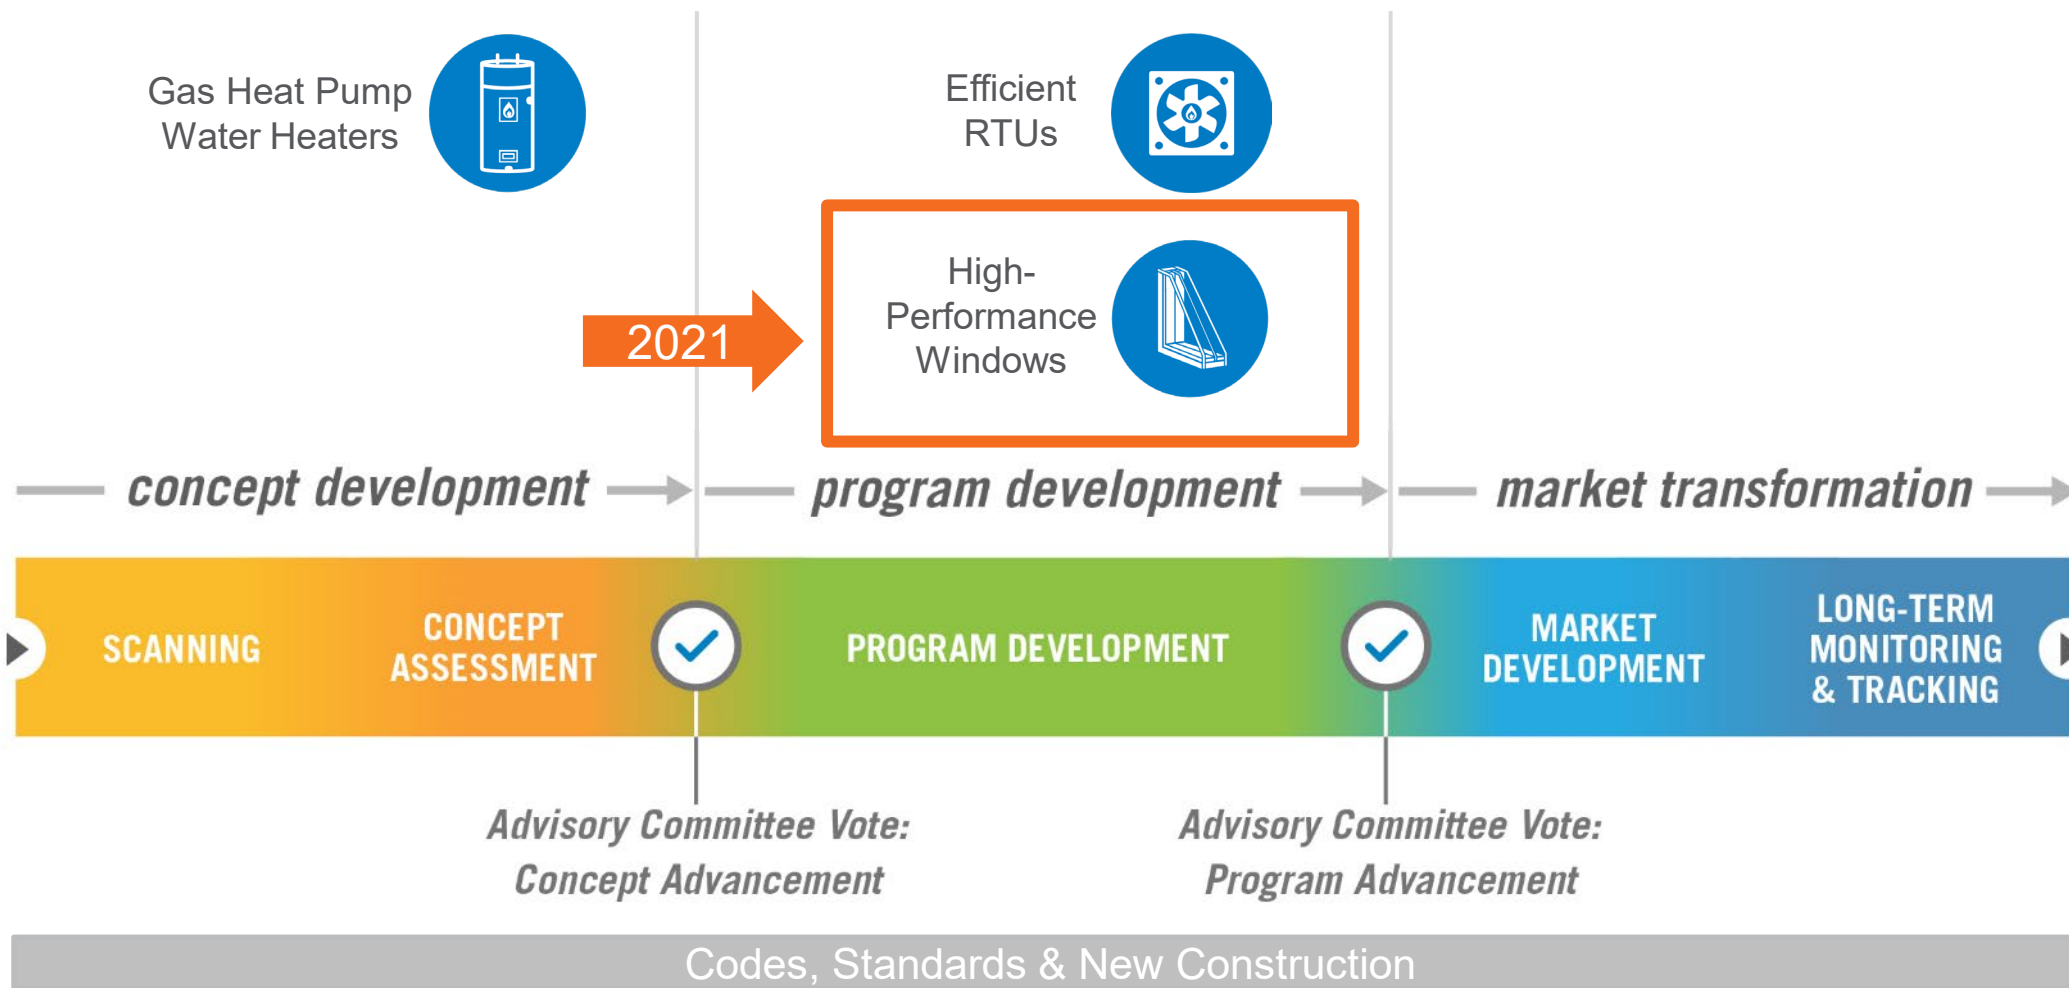 Gas Heat Pump
Water Heaters
Efficient
RTUs
2021
High-
Performance
Windows
concept development
program development
market transformation
SCANNING
CONCEPT
ASSESSMENT
PROGRAM DEVELOPMENT
MARKET
DEVELOPMENT
LONG-TERM
MONITORING
& TRACKING
Advisory Committee Vote:
Concept Advancement
Advisory Committee Vote:
Program Advancement
Codes, Standards & New Construction